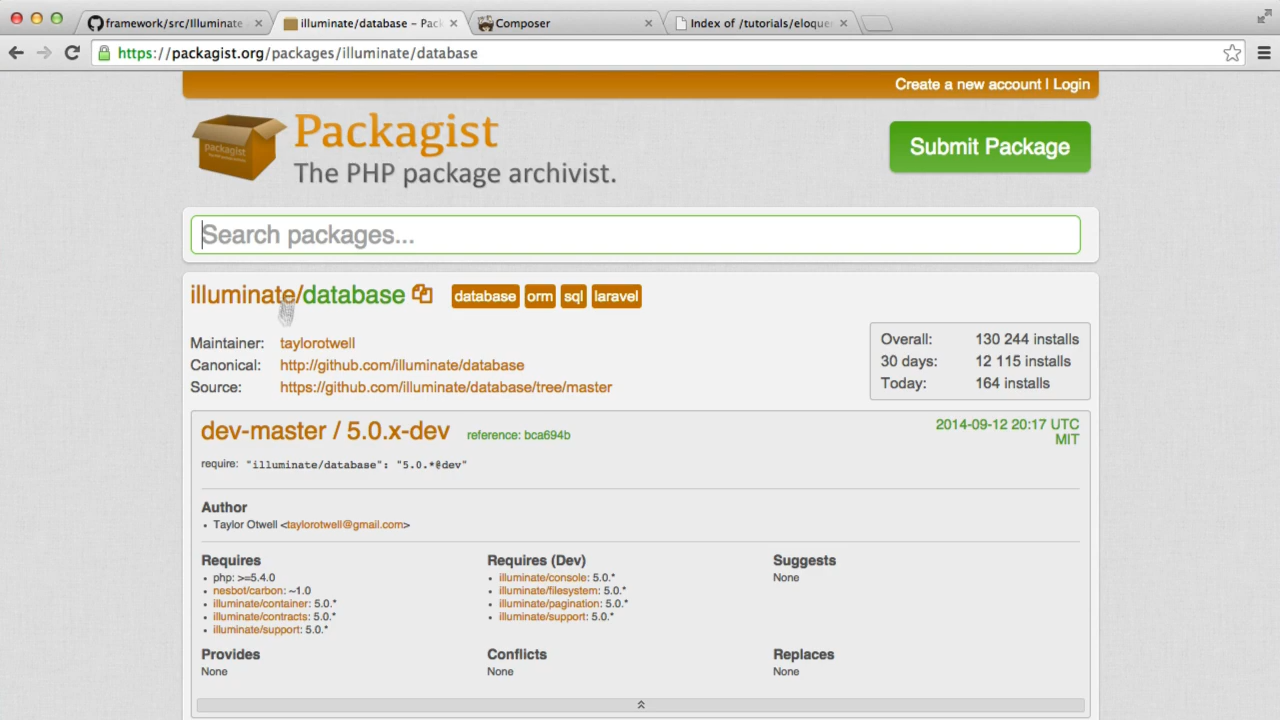 framework/src/Illuminate
illuminate/database – Pack
Composer
Index of /tutorials/eloquen
https://packagist.org/packages/illuminate/database
Create a new account | Login
packagist
Packagist
The PHP package archivist.
Submit Package
Search packages...
illuminate/database
database orm sql laravel
Maintainer: taylorotwell
Canonical: http://github.com/illuminate/database
Source: https://github.com/illuminate/database/tree/master
Overall: 130 244 installs
30 days: 12 115 installs
Today: 164 installs
dev-master / 5.0.x-dev reference: bca694b
2014-09-12 20:17 UTC
MIT
require: "illuminate/database": "5.0.*@dev"
Author
• Taylor Otwell <taylorotwell@gmail.com>
Requires
• php: >=5.4.0
• nesbot/carbon: ~1.0
• illuminate/container: 5.0.*
• illuminate/contracts: 5.0.*
• illuminate/support: 5.0.*
Requires (Dev)
• illuminate/console: 5.0.*
• illuminate/filesystem: 5.0.*
• illuminate/pagination: 5.0.*
• illuminate/support: 5.0.*
Suggests
None
Provides
None
Conflicts
None
Replaces
None